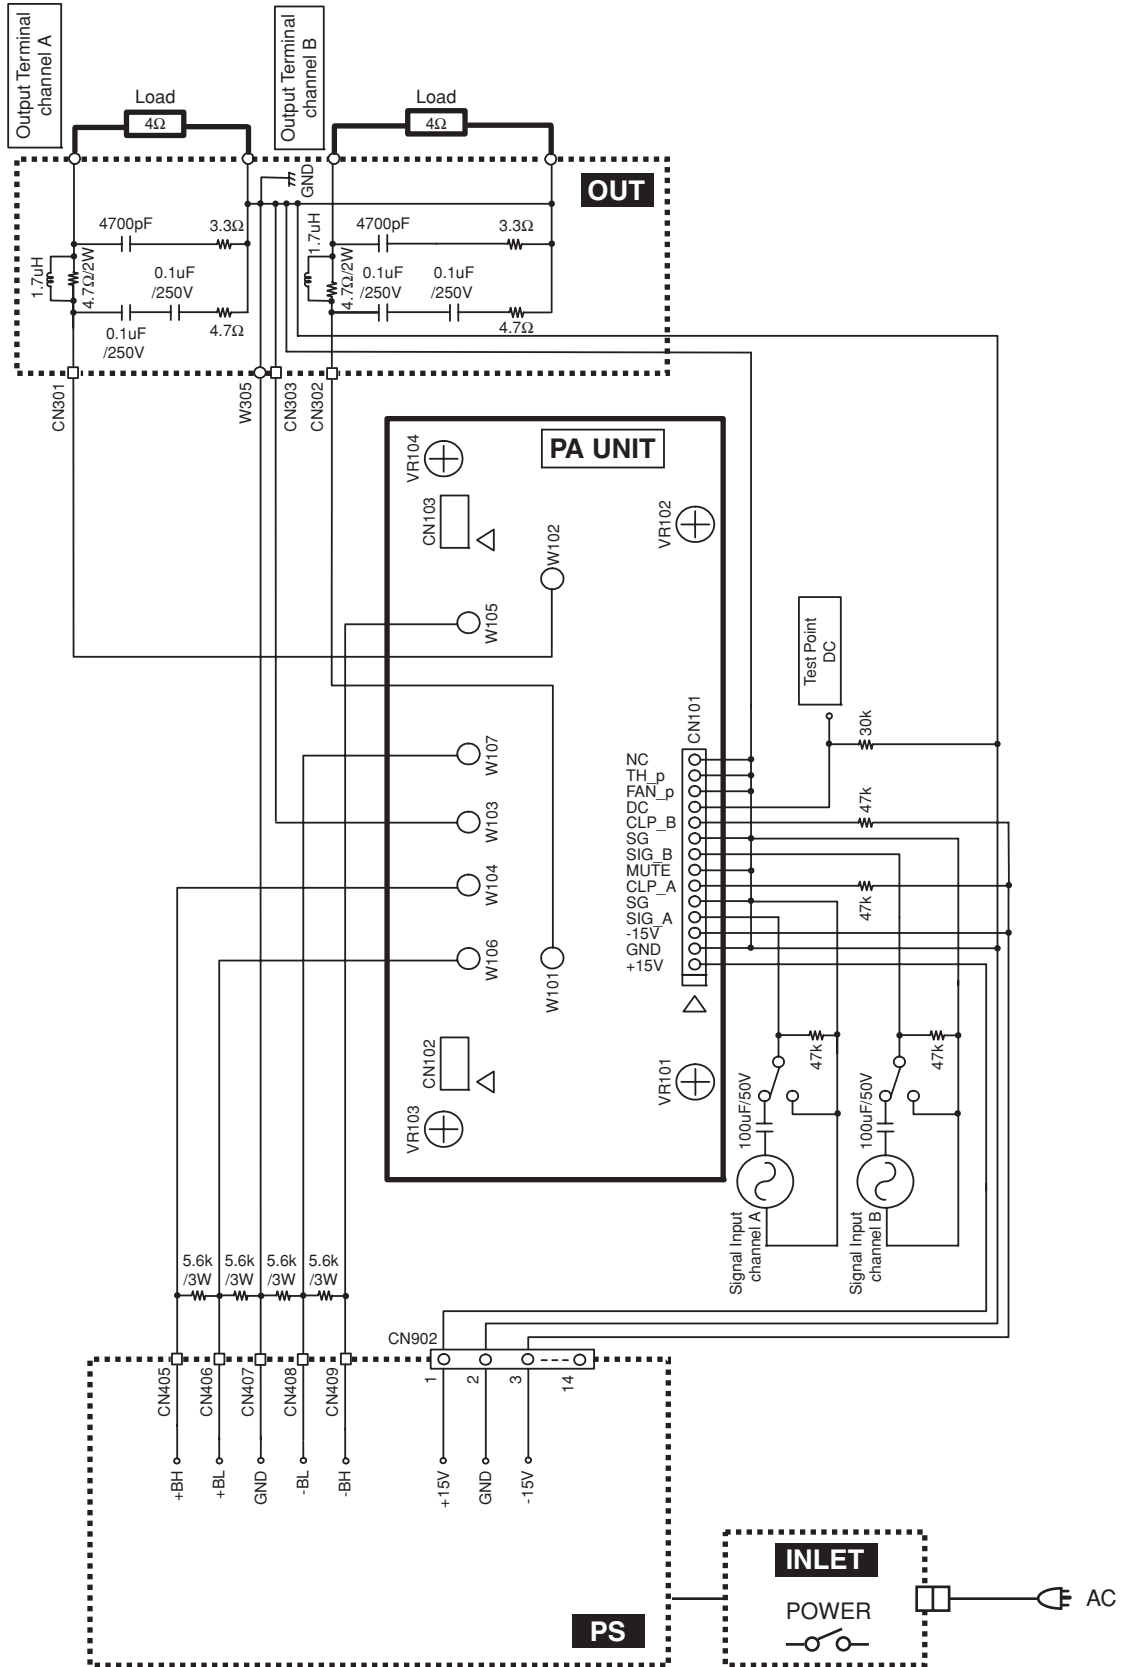 Output Terminal
channel A
Output Terminal
channel B
Load
4Ω
Load
4Ω
OUT
GND
4700pF
3.3Ω
1.7uH
4.7Ω/2W
0.1uF
/250V
0.1uF
/250V
4.7Ω
4700pF
3.3Ω
1.7uH
4.7Ω/2W
0.1uF
/250V
0.1uF
/250V
4.7Ω
CN301
W305
CN303
CN302
PA UNIT
VR104
CN103
VR102
W102
W105
W107
W103
W104
W106
W101
CN102
VR103
VR101
CN101
NC
TH_p
FAN_p
DC
CLP_B
SG
SIG_B
MUTE
CLP_A
SG
SIG_A
-15V
GND
+15V
Test Point
DC
30k
47k
47k
47k
47k
100uF/50V
100uF/50V
Signal Input
channel A
Signal Input
channel B
5.6k
/3W
5.6k
/3W
5.6k
/3W
5.6k
/3W
CN902
CN405
CN406
CN407
CN408
CN409
1
2
3
14
+BH
+BL
GND
-BL
-BH
+15V
GND
-15V
PS
INLET
POWER
AC